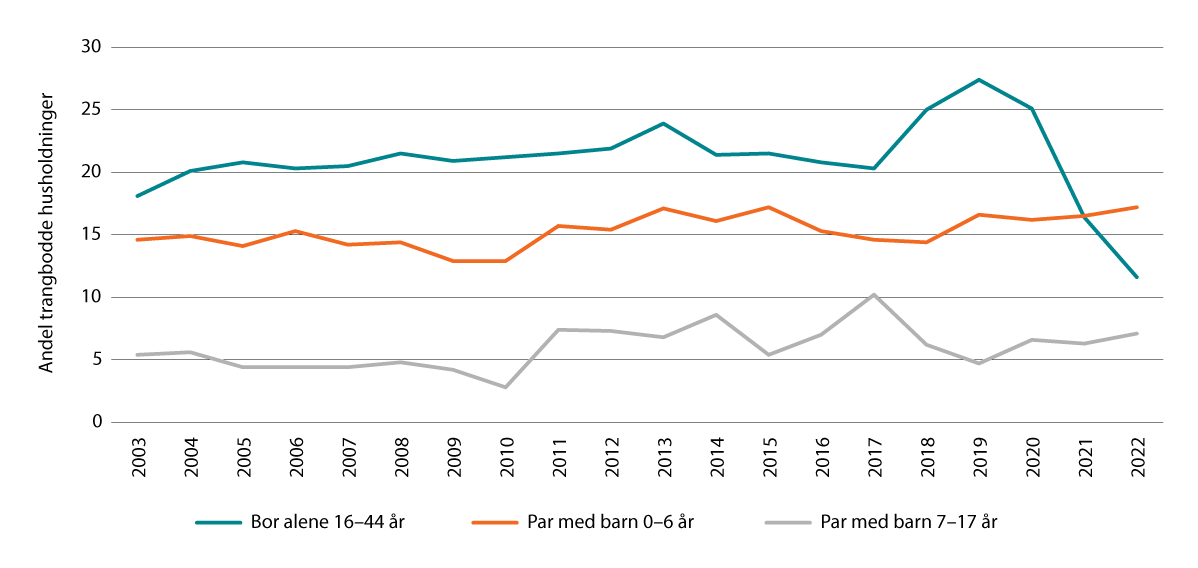 Andel trangbodde husholdninger
30
25
20
15
10
5
0
2003 2004 2005 2006 2007 2008 2009 2010 2011 2012 2013 2014 2015 2016 2017 2018 2019 2020 2021 2022
Bor alene 16–44 år Par med barn 0–6 år Par med barn 7–17 år